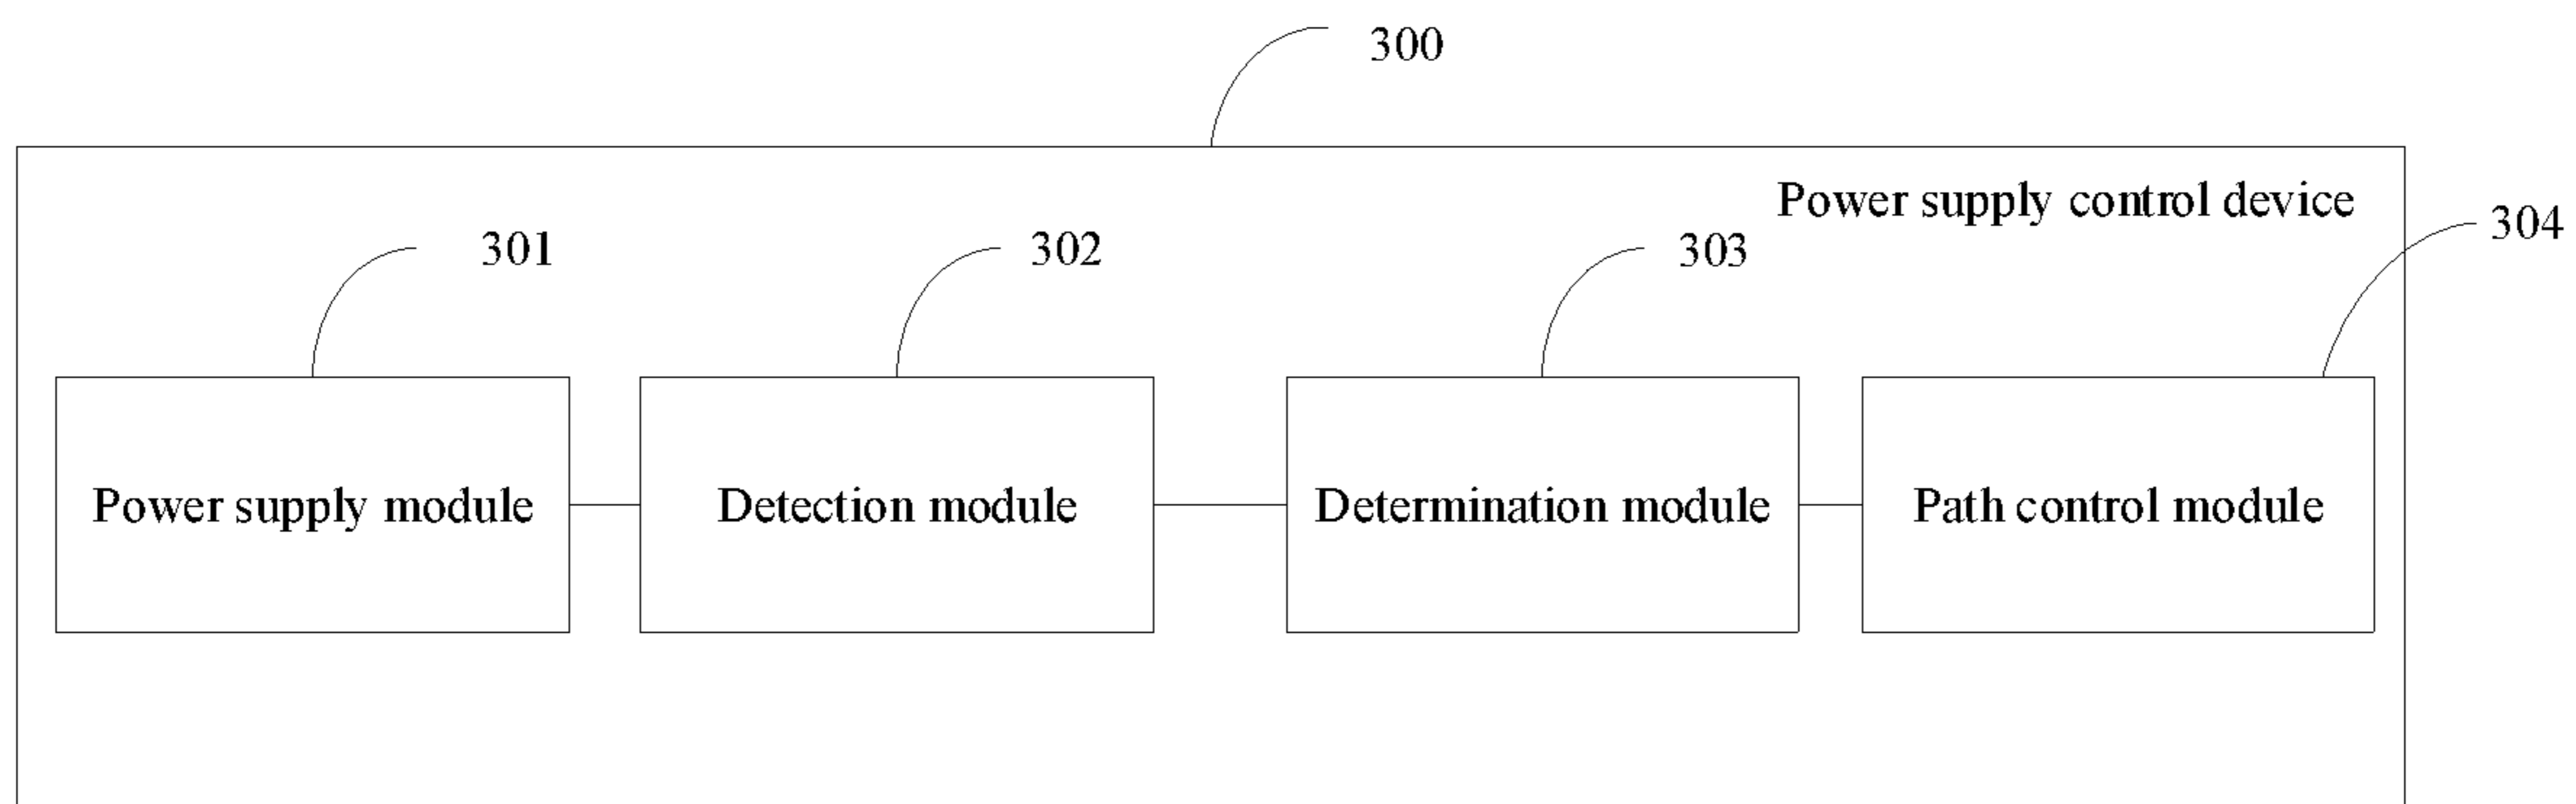 300
Power supply control device
304
301
302
303
Power supply module
Detection module
Determination module
Path control module